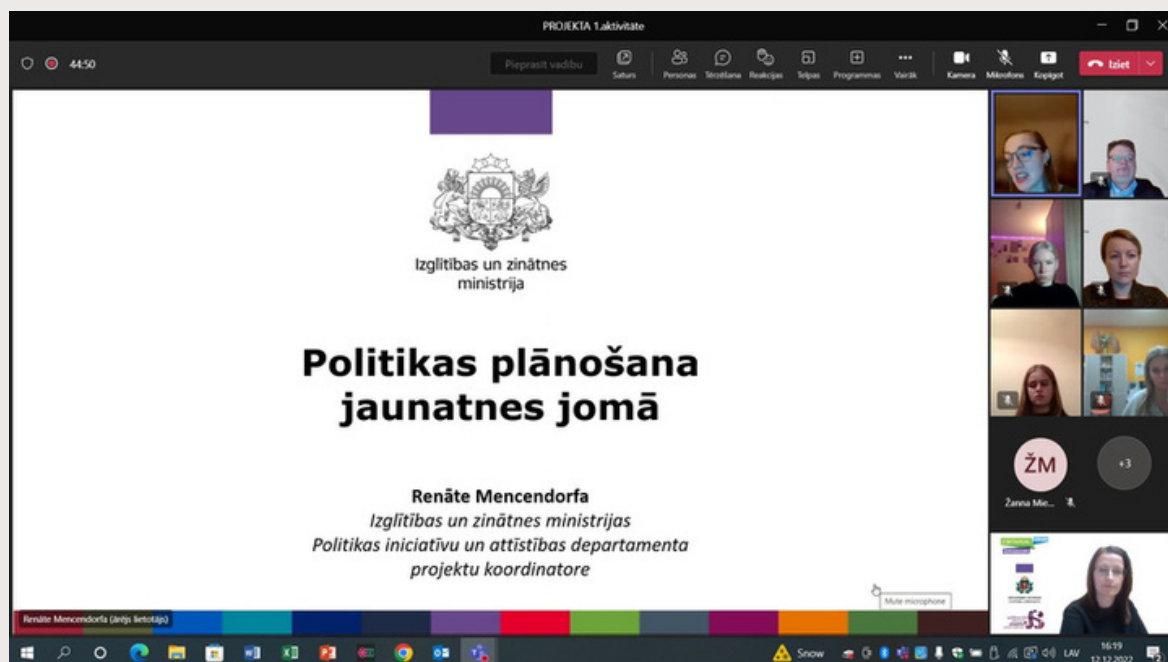 PROJEKTA 1.aktivitāte
44:50
Pieprasīt vadību
Saturs
Personas
Tērzēšana
Reakcijas
Telpas
Programmas
Vairāk
Kamera
Mikrofons
Kopīgot
Iziet
Izglītības un zinātnes
ministrija
Politikas plānošana
jaunatnes jomā
Renāte Mencendorfa
Izglītības un zinātnes ministrijas
Politikas iniciatīvu un attīstības departamenta
projektu koordinatore
Mute microphone
Renāte Mencendorfa (ārējs lietotājs)
ŽM
+3
Žanna Mie...
Snow
LAV
16:19
12.12.2022